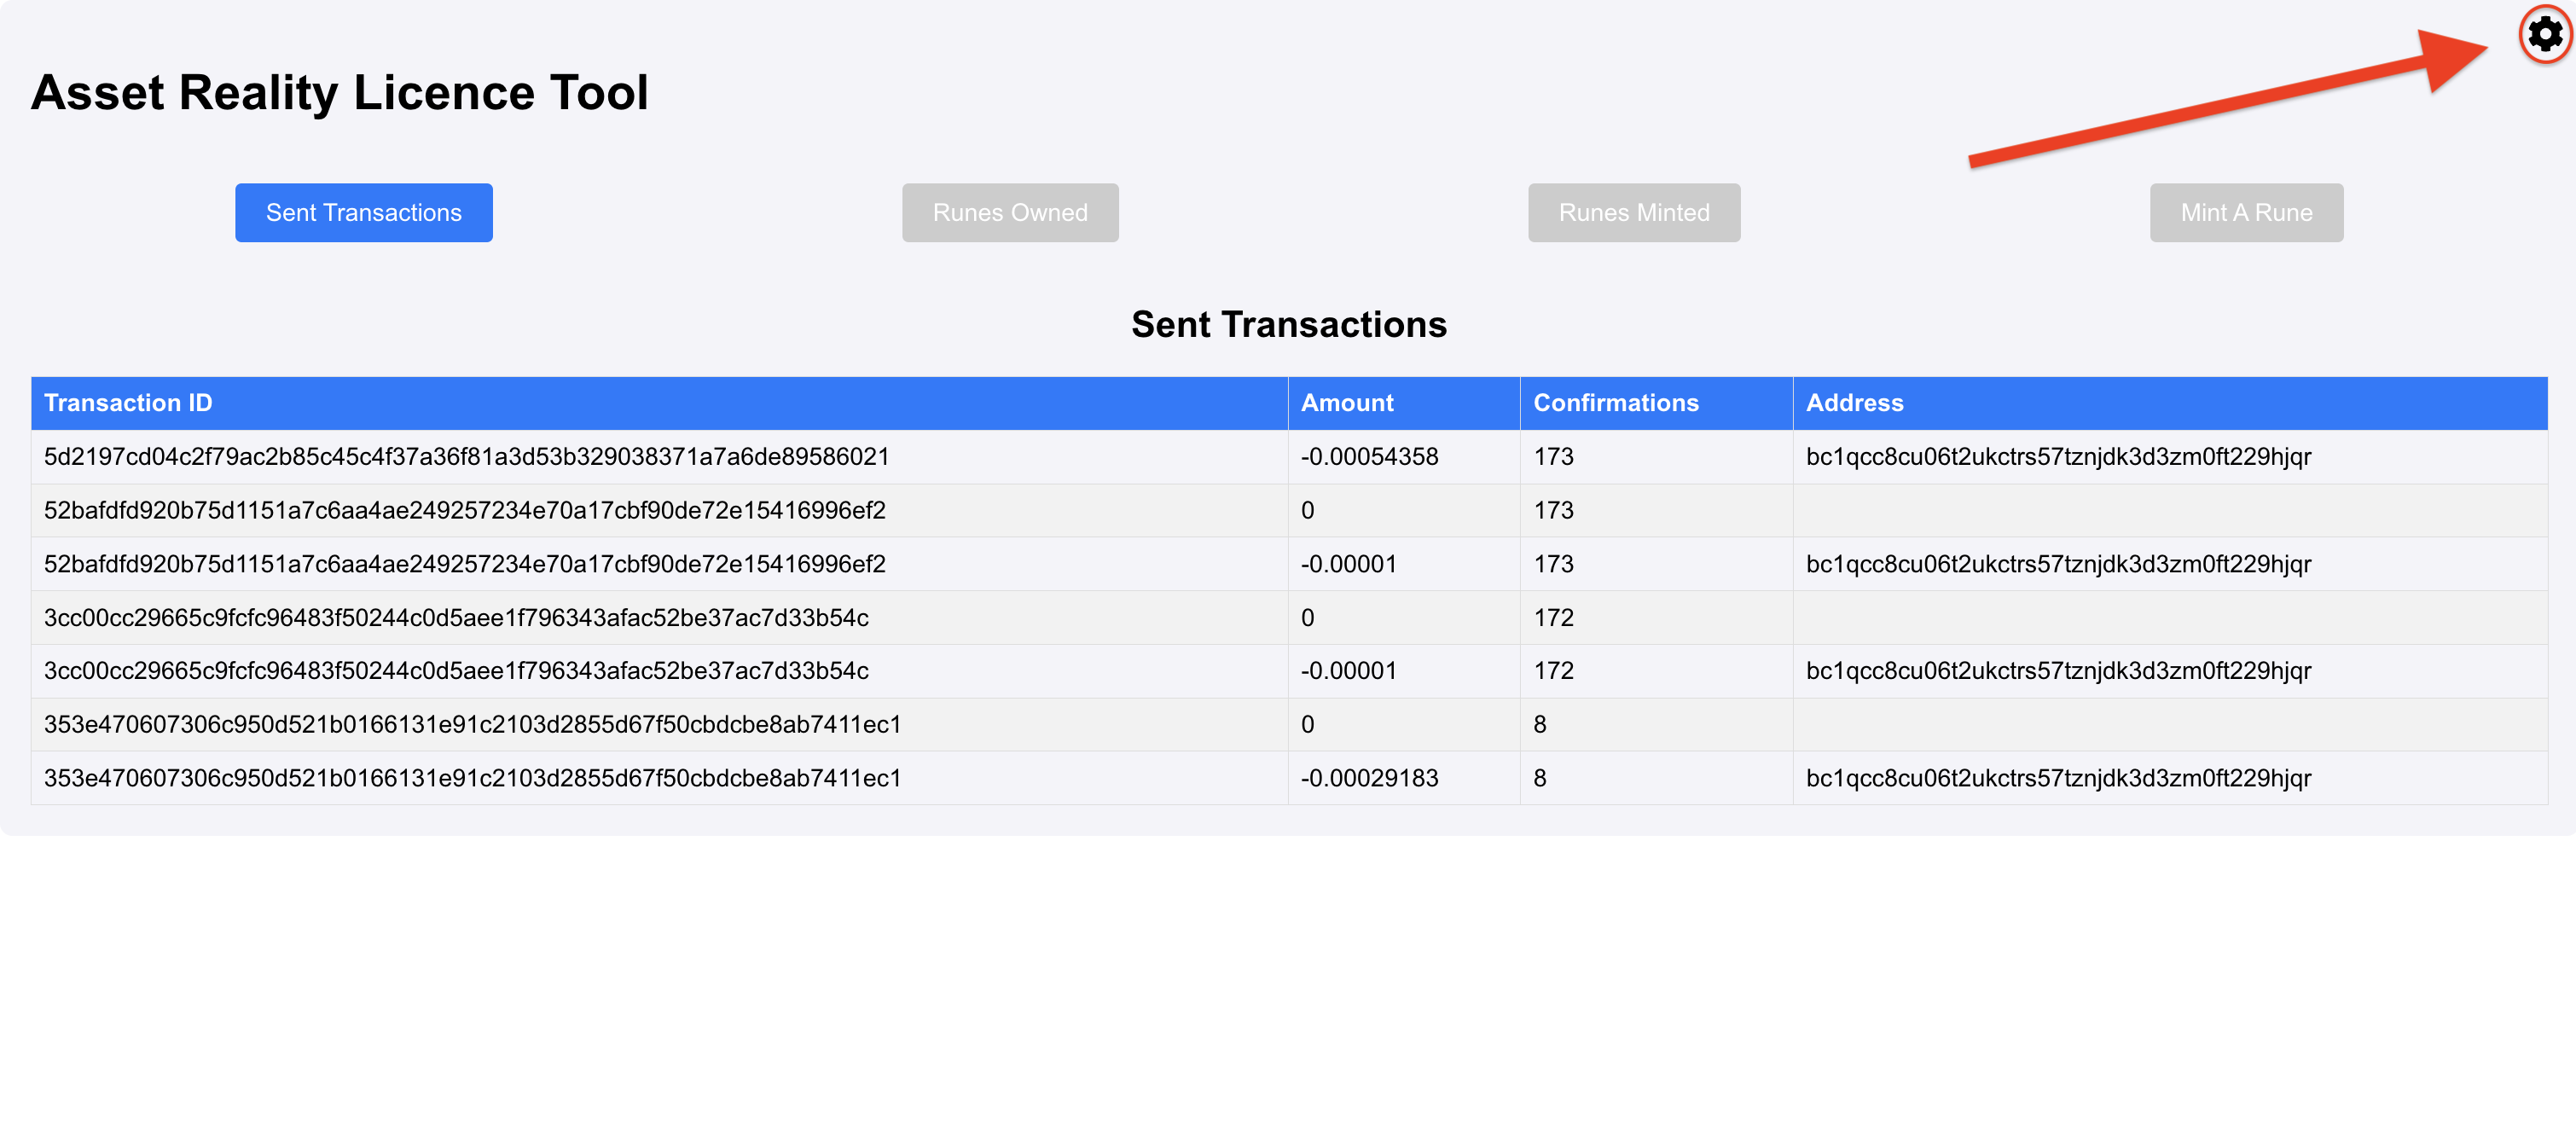 Asset Reality Licence Tool
Sent Transactions Runes Owned Runes Minted Mint A Rune
Sent Transactions
Transaction ID Amount Confirmations Address
5d2197cd04c2f79ac2b85c45c4f37a36f81a3d53b329038371a7a6de89586021 -0.00054358 173 bc1qcc8cu06t2ukctrs57tznjdk3d3zm0ft229hjqr
52bafdfd920b75d1151a7c6aa4ae249257234e70a17cbf90de72e15416996ef2 0 173
52bafdfd920b75d1151a7c6aa4ae249257234e70a17cbf90de72e15416996ef2 -0.00001 173 bc1qcc8cu06t2ukctrs57tznjdk3d3zm0ft229hjqr
3cc00cc29665c9fcfc96483f50244c0d5aee1f796343afac52be37ac7d33b54c 0 172
3cc00cc29665c9fcfc96483f50244c0d5aee1f796343afac52be37ac7d33b54c -0.00001 172 bc1qcc8cu06t2ukctrs57tznjdk3d3zm0ft229hjqr
353e470607306c950d521b0166131e91c2103d2855d67f50cbdcbe8ab7411ec1 0 8
353e470607306c950d521b0166131e91c2103d2855d67f50cbdcbe8ab7411ec1 -0.00029183 8 bc1qcc8cu06t2ukctrs57tznjdk3d3zm0ft229hjqr